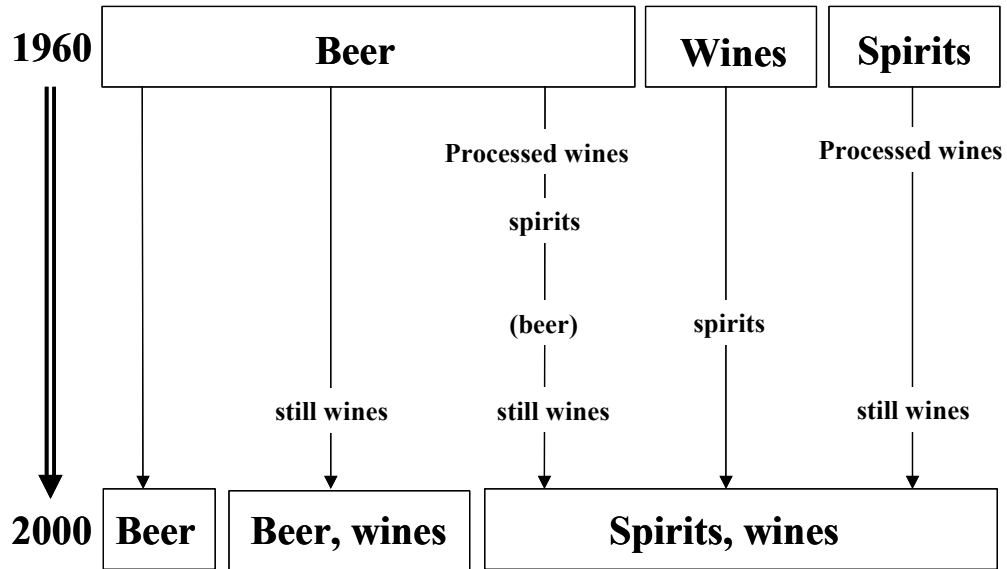 1960 Beer Wines Spirits
Processed wines Processed wines
spirits
(beer) spirits
still wines still wines still wines
2000 Beer Beer, wines Spirits, wines